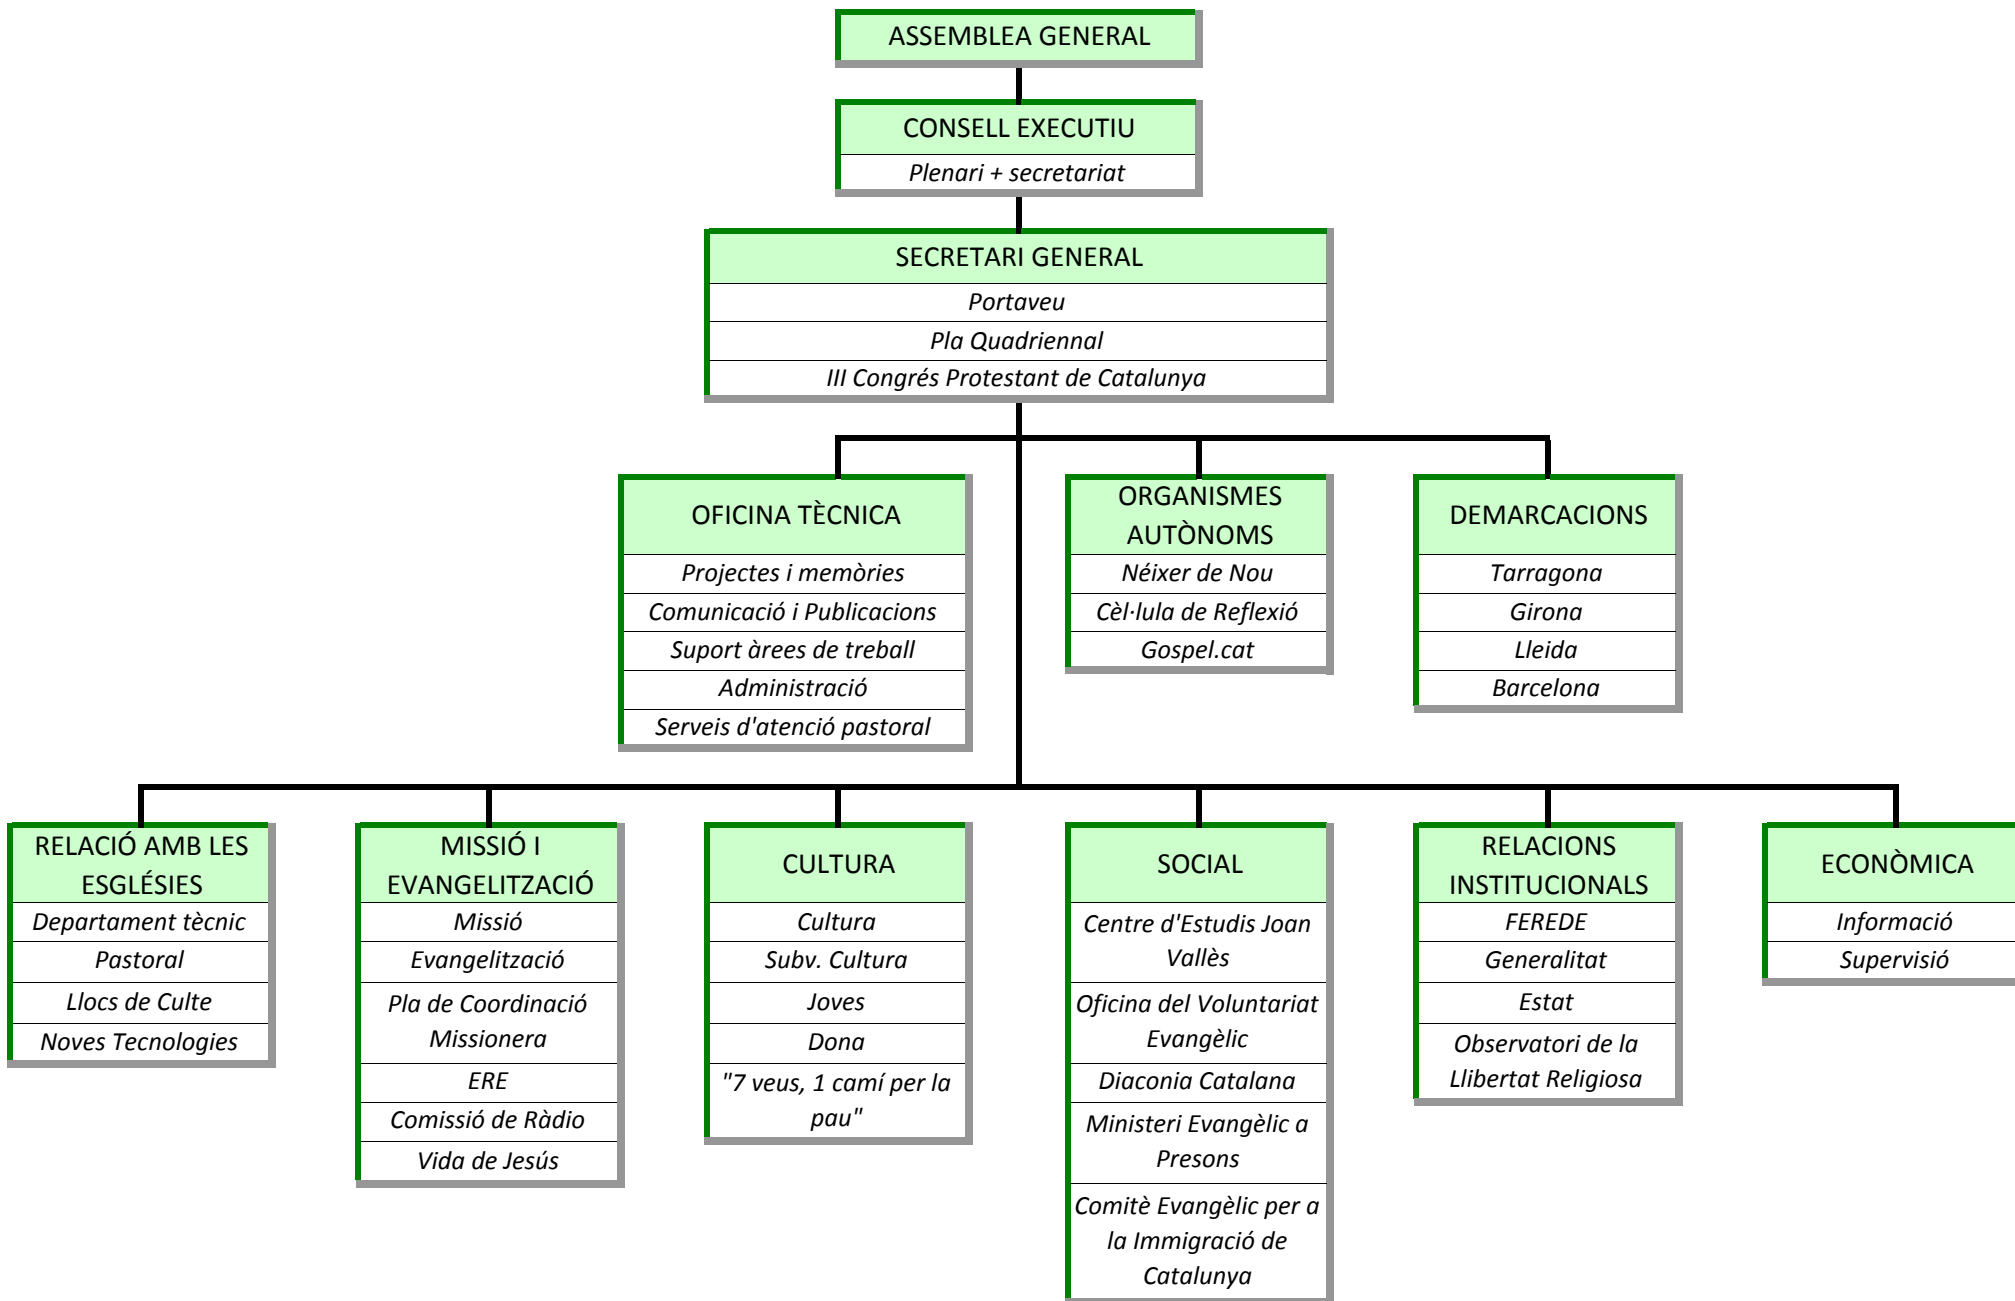 ASSEMBLEA GENERAL
CONSELL EXECUTIU
Plenari + secretariat
SECRETARI GENERAL
Portaveu
Pla Quadriennal
III Congrés Protestant de Catalunya
OFICINA TÈCNICA
Projectes i memòries
Comunicació i Publicacions
Suport àrees de treball
Administració
Serveis d'atenció pastoral
ORGANISMES
AUTÒNOMS
Néixer de Nou
Cèl·lula de Reflexió
Gospel.cat
DEMARCACIONS
Tarragona
Girona
Lleida
Barcelona
RELACIÓ AMB LES
ESGLÉSIES
Departament tècnic
Pastoral
Llocs de Culte
Noves Tecnologies
MISSIÓ I
EVANGELITZACIÓ
Missió
Evangelització
Pla de Coordinació
Missionera
ERE
Comissió de Ràdio
Vida de Jesús
CULTURA
Cultura
Subv. Cultura
Joves
Dona
"7 veus, 1 camí per la
pau"
SOCIAL
Centre d'Estudis Joan
Vallès
Oficina del Voluntariat
Evangèlic
Diaconia Catalana
Ministeri Evangèlic a
Presons
Comitè Evangèlic per a
la Immigració de
Catalunya
RELACIONS
INSTITUCIONALS
FEREDE
Generalitat
Estat
Observatori de la
Llibertat Religiosa
ECONÒMICA
Informació
Supervisió